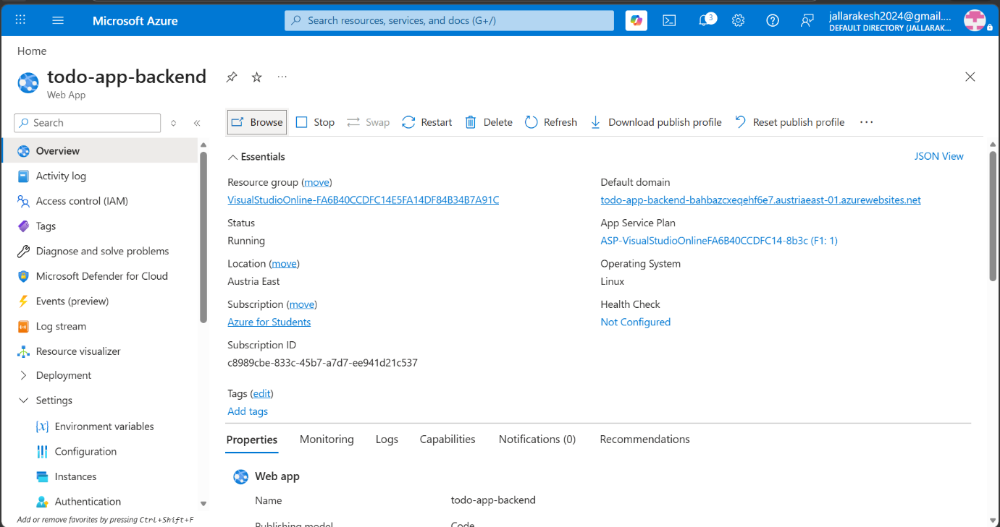 Microsoft Azure
Search resources, services, and docs (G+/)
3
jallarakesh2024@gmail....
DEFAULT DIRECTORY (JALLARAK...
Home
todo-app-backend
Web App
Search
Browse
Stop
Swap
Restart
Delete
Refresh
Download publish profile
Reset publish profile
Overview
Activity log
Access control (IAM)
Tags
Diagnose and solve problems
Microsoft Defender for Cloud
Events (preview)
Log stream
Resource visualizer
Deployment
Settings
Environment variables
Configuration
Instances
Authentication
Add or remove favorites by pressing Ctrl+Shift+F
Essentials
JSON View
Resource group (move)
VisualStudioOnline-FA6B40CCDFC14E5FA14DF84B34B7A91C
Status
Running
Location (move)
Austria East
Subscription (move)
Azure for Students
Subscription ID
c8989cbe-833c-45b7-a7d7-ee941d21c537
Default domain
todo-app-backend-bahbazcxeqehf6e7.austriaeast-01.azurewebsites.net
App Service Plan
ASP-VisualStudioOnlineFA6B40CCDFC14-8b3c (F1: 1)
Operating System
Linux
Health Check
Not Configured
Tags (edit)
Add tags
Properties
Monitoring
Logs
Capabilities
Notifications (0)
Recommendations
Web app
Name
todo-app-backend
Publishing model
Code